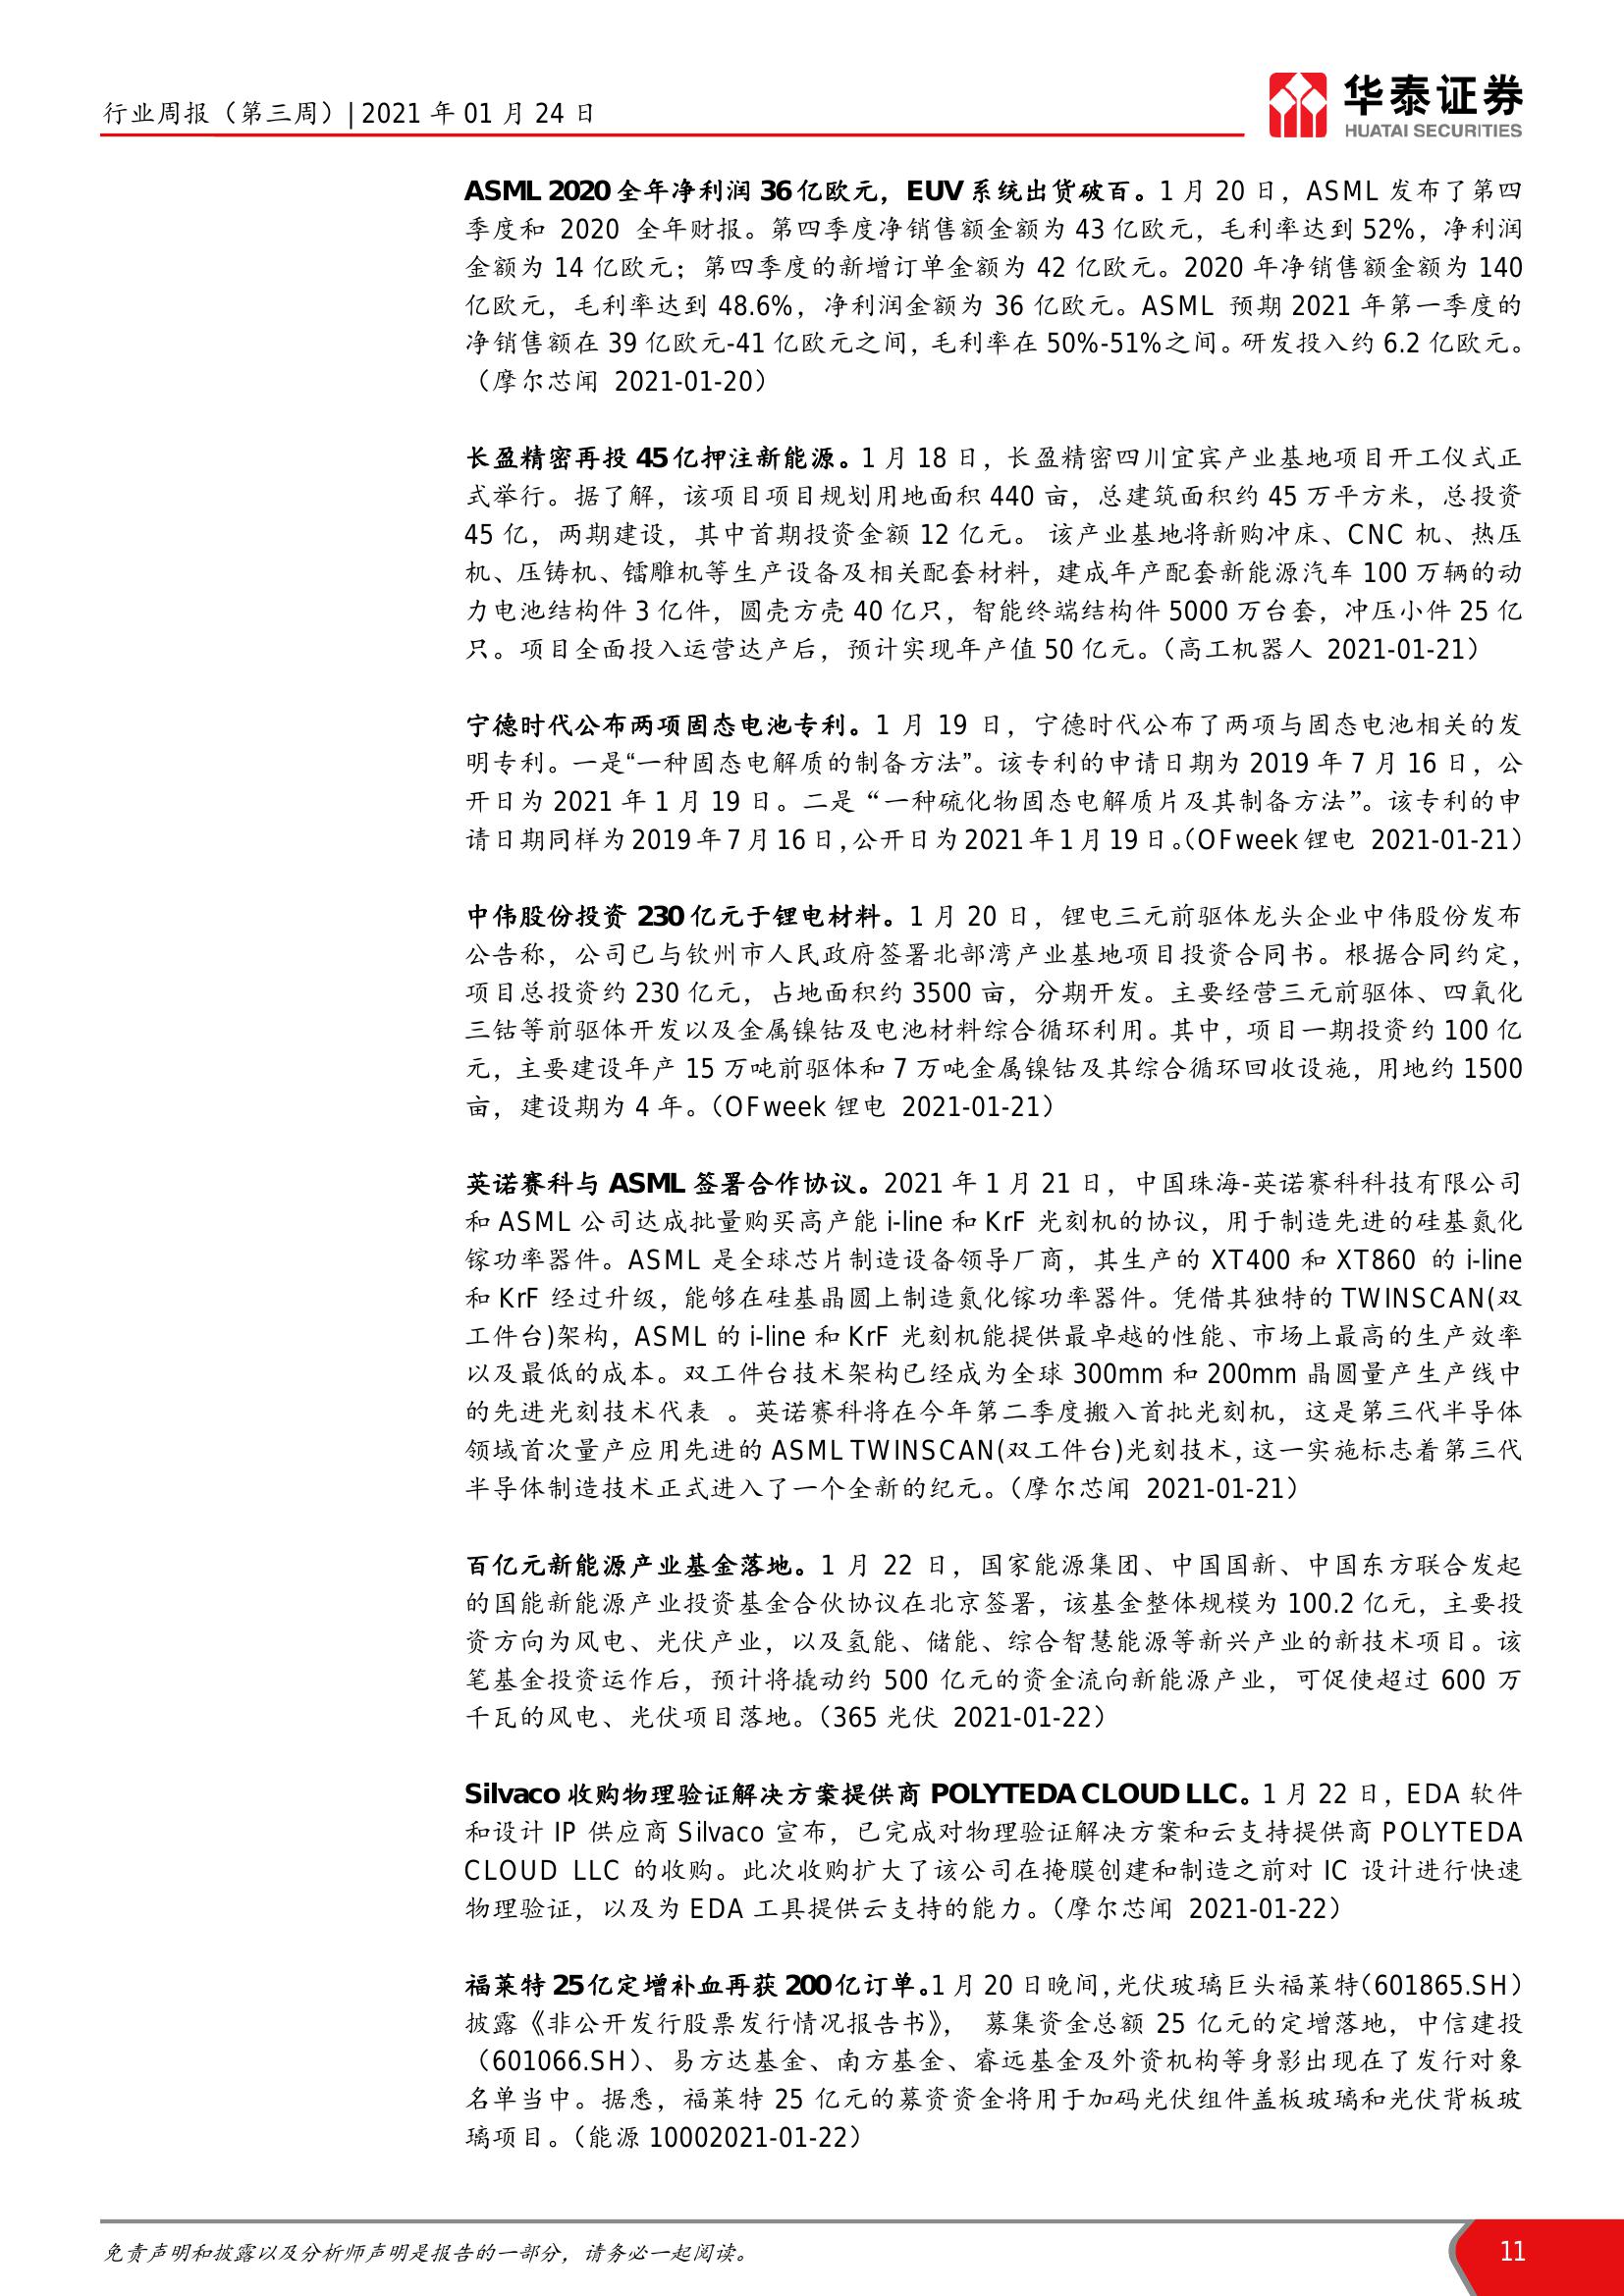 行业周报（第三周）| 2021 年 01 月 24 日
华泰证券
HUATAI SECURITIES
ASML 2020 全年净利润 36 亿欧元，EUV 系统出货破百。1 月 20 日，ASML 发布了第四
季度和 2020 全年财报。第四季度净销售额金额为 43 亿欧元，毛利率达到 52%，净利润
金额为 14 亿欧元；第四季度的新增订单金额为 42 亿欧元。2020 年净销售额金额为 140
亿欧元，毛利率达到 48.6%，净利润金额为 36 亿欧元。ASML 预期 2021 年第一季度的
净销售额在 39 亿欧元-41 亿欧元之间，毛利率在 50%-51%之间。研发投入约 6.2 亿欧元。
（摩尔芯闻 2021-01-20）
长盈精密再投 45 亿押注新能源。1 月 18 日，长盈精密四川宜宾产业基地项目开工仪式正
式举行。据了解，该项目项目规划用地面积 440 亩，总建筑面积约 45 万平方米，总投资
45 亿，两期建设，其中首期投资金额 12 亿元。 该产业基地将新购冲床、CNC 机、热压
机、压铸机、镭雕机等生产设备及相关配套材料，建成年产配套新能源汽车 100 万辆的动
力电池结构件 3 亿件，圆壳方壳 40 亿只，智能终端结构件 5000 万台套，冲压小件 25 亿
只。项目全面投入运营达产后，预计实现年产值 50 亿元。（高工机器人 2021-01-21）
宁德时代公布两项固态电池专利。1 月 19 日，宁德时代公布了两项与固态电池相关的发
明专利。一是“一种固态电解质的制备方法”。该专利的申请日期为 2019 年 7 月 16 日，公
开日为 2021 年 1 月 19 日。二是 “一种硫化物固态电解质片及其制备方法”。该专利的申
请日期同样为 2019 年 7 月 16 日，公开日为 2021 年 1 月 19 日。（OFweek 锂电 2021-01-21）
中伟股份投资 230 亿元于锂电材料。1 月 20 日，锂电三元前驱体龙头企业中伟股份发布
公告称，公司已与钦州市人民政府签署北部湾产业基地项目投资合同书。根据合同约定，
项目总投资约 230 亿元，占地面积约 3500 亩，分期开发。主要经营三元前驱体、四氧化
三钴等前驱体开发以及金属镍钴及电池材料综合循环利用。其中，项目一期投资约 100 亿
元，主要建设年产 15 万吨前驱体和 7 万吨金属镍钴及其综合循环回收设施，用地约 1500
亩，建设期为 4 年。（OFweek 锂电 2021-01-21）
英诺赛科与 ASML 签署合作协议。2021 年 1 月 21 日，中国珠海-英诺赛科科技有限公司
和 ASML 公司达成批量购买高产能 i-line 和 KrF 光刻机的协议，用于制造先进的硅基氮化
镓功率器件。ASML 是全球芯片制造设备领导厂商，其生产的 XT400 和 XT860 的 i-line
和 KrF 经过升级，能够在硅基晶圆上制造氮化镓功率器件。凭借其独特的 TWINSCAN(双
工件台)架构，ASML 的 i-line 和 KrF 光刻机能提供最卓越的性能、市场上最高的生产效率
以及最低的成本。双工件台技术架构已经成为全球 300mm 和 200mm 晶圆量产生产线中
的先进光刻技术代表 。英诺赛科将在今年第二季度搬入首批光刻机，这是第三代半导体
领域首次量产应用先进的 ASML TWINSCAN(双工件台)光刻技术，这一实施标志着第三代
半导体制造技术正式进入了一个全新的纪元。（摩尔芯闻 2021-01-21）
百亿元新能源产业基金落地。1 月 22 日，国家能源集团、中国国新、中国东方联合发起
的国能新能源产业投资基金合伙协议在北京签署，该基金整体规模为 100.2 亿元，主要投
资方向为风电、光伏产业，以及氢能、储能、综合智慧能源等新兴产业的新技术项目。该
笔基金投资运作后，预计将撬动约 500 亿元的资金流向新能源产业，可促使超过 600 万
千瓦的风电、光伏项目落地。（365 光伏 2021-01-22）
Silvaco 收购物理验证解决方案提供商 POLYTEDA CLOUD LLC。1 月 22 日，EDA 软件
和设计 IP 供应商 Silvaco 宣布，已完成对物理验证解决方案和云支持提供商 POLYTEDA
CLOUD LLC 的收购。此次收购扩大了该公司在掩膜创建和制造之前对 IC 设计进行快速
物理验证，以及为 EDA 工具提供云支持的能力。（摩尔芯闻 2021-01-22）
福莱特 25 亿定增补血再获 200 亿订单。1 月 20 日晚间，光伏玻璃巨头福莱特（601865.SH）
披露《非公开发行股票发行情况报告书》， 募集资金总额 25 亿元的定增落地，中信建投
（601066.SH）、易方达基金、南方基金、睿远基金及外资机构等身影出现在了发行对象
名单当中。据悉，福莱特 25 亿元的募资资金将用于加码光伏组件盖板玻璃和光伏背板玻
璃项目。（能源 10002021-01-22）
免责声明和披露以及分析师声明是报告的一部分，请务必一起阅读。
11